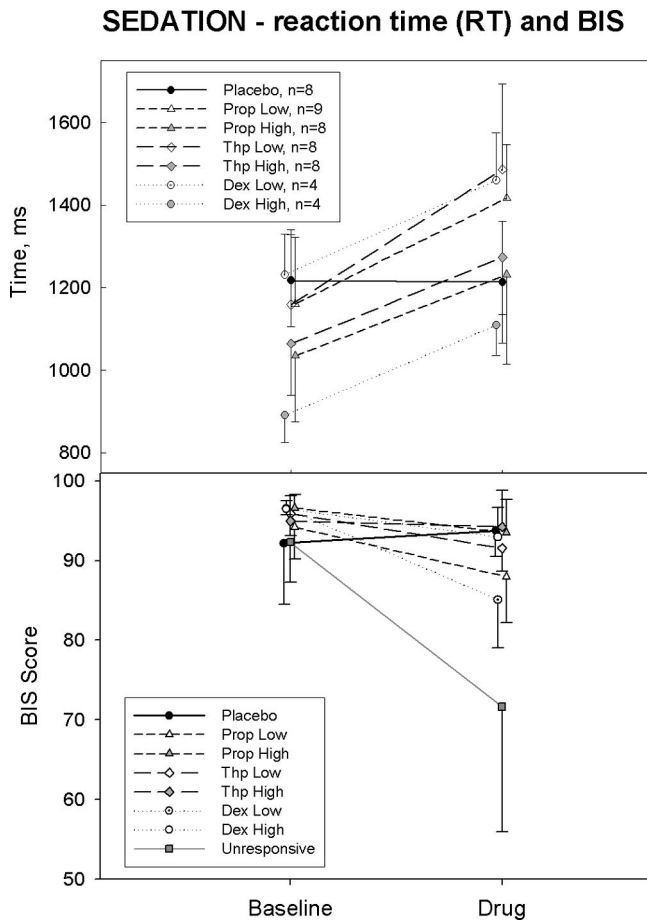 SEDATION - reaction time (RT) and BIS
Placebo, n=8
Prop Low, n=9
Prop High, n=8
Thp Low, n=8
Thp High, n=8
Dex Low, n=4
Dex High, n=4
Time, ms
1600
1400
1200
1000
800
100
90
80
70
60
50
BIS Score
Placebo
Prop Low
Prop High
Thp Low
Thp High
Dex Low
Dex High
Unresponsive
Baseline Drug